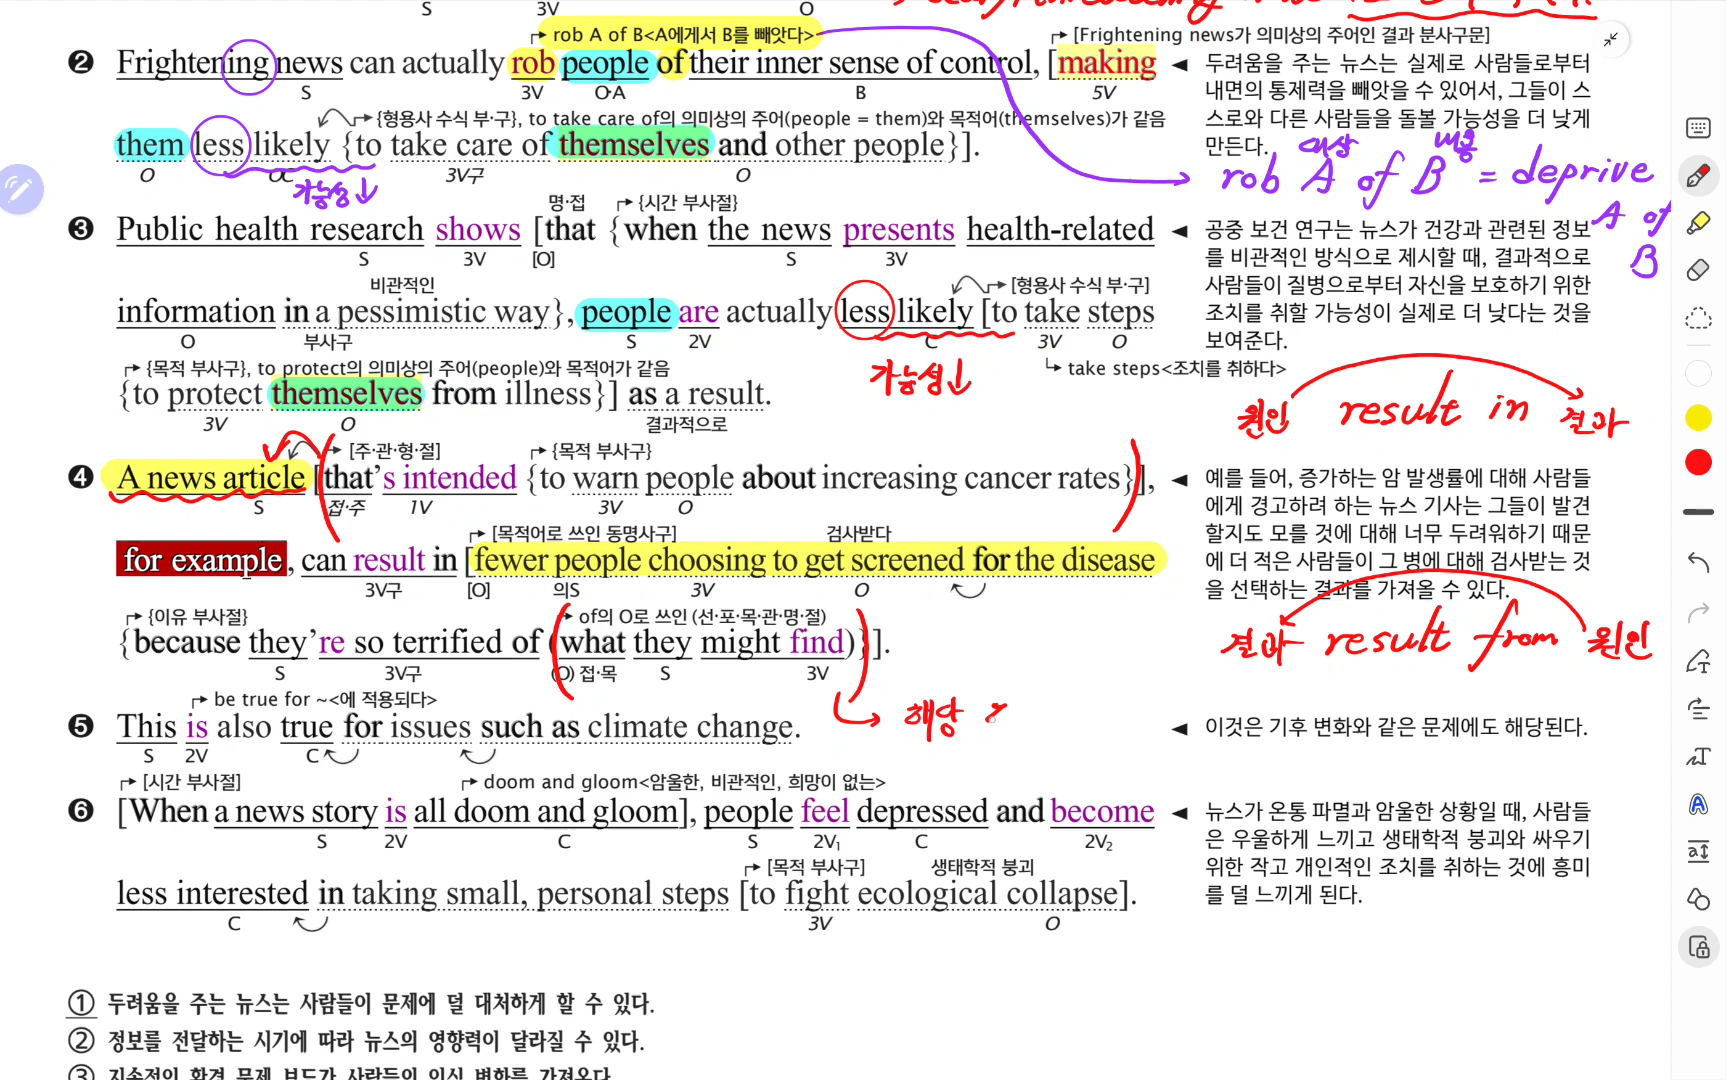 S 3V O
rob A of B<A에게서 B를 빼앗다>
[Frightening news가 의미상의 주어인 결과 분사구문]
❷ Frightening news can actually rob people of their inner sense of control, [making
S 3V O·A B 5V
{형용사 수식 부·구}, to take care of의 의미상의 주어(people = them)와 목적어(themselves)가 같음
them less likely {to take care of themselves and other people}].
O OC 3V구 O
가능성↓
◀ 두려움을 주는 뉴스는 실제로 사람들로부터
내면의 통제력을 빼앗을 수 있어서, 그들이 스
스로와 다른 사람들을 돌볼 가능성을 더 낮게
만든다.
대상 내용
rob A of B = deprive
A of
B
명·접 {시간 부사절}
❸ Public health research shows [that {when the news presents health-related
S 3V [O] S 3V
비관적인 [형용사 수식 부·구]
information in a pessimistic way}, people are actually less likely [to take steps
O 부사구 S 2V C 3V O
가능성↓
{목적 부사구}, to protect의 의미상의 주어(people)와 목적어가 같음
take steps<조치를 취하다>
{to protect themselves from illness}] as a result.
3V O 결과적으로
◀ 공중 보건 연구는 뉴스가 건강과 관련된 정보
를 비관적인 방식으로 제시할 때, 결과적으로
사람들이 질병으로부터 자신을 보호하기 위한
조치를 취할 가능성이 실제로 더 낮다는 것을
보여준다.
원인 result in 결과
[주·관·형·절] {목적 부사구}
❹ A news article [that's intended {to warn people about increasing cancer rates}],
S 접·주 1V 3V O
[목적어로 쓰인 동명사구] 검사받다
for example, can result in [fewer people choosing to get screened for the disease
3V구 [O] 의S 3V O
{이유 부사절} of의 O로 쓰인 (선·포·목·관·명·절)
{because they're so terrified of (what they might find)}].
S 3V구 (O) 접·목 S 3V
◀ 예를 들어, 증가하는 암 발생률에 대해 사람들
에게 경고하려 하는 뉴스 기사는 그들이 발견
할지도 모를 것에 대해 너무 두려워하기 때문
에 더 적은 사람들이 그 병에 대해 검사받는 것
을 선택하는 결과를 가져올 수 있다.
결과 result from 원인
be true for ~<에 적용되다>
해당
❺ This is also true for issues such as climate change.
S 2V C
◀ 이것은 기후 변화와 같은 문제에도 해당된다.
[시간 부사절] doom and gloom<암울한, 비관적인, 희망이 없는>
❻ [When a news story is all doom and gloom], people feel depressed and become
S 2V C S 2V₁ C 2V₂
[목적 부사구] 생태학적 붕괴
less interested in taking small, personal steps [to fight ecological collapse].
C 3V O
◀ 뉴스가 온통 파멸과 암울한 상황일 때, 사람들
은 우울하게 느끼고 생태학적 붕괴와 싸우기
위한 작고 개인적인 조치를 취하는 것에 흥미
를 덜 느끼게 된다.
① 두려움을 주는 뉴스는 사람들이 문제에 덜 대처하게 할 수 있다.
② 정보를 전달하는 시기에 따라 뉴스의 영향력이 달라질 수 있다.